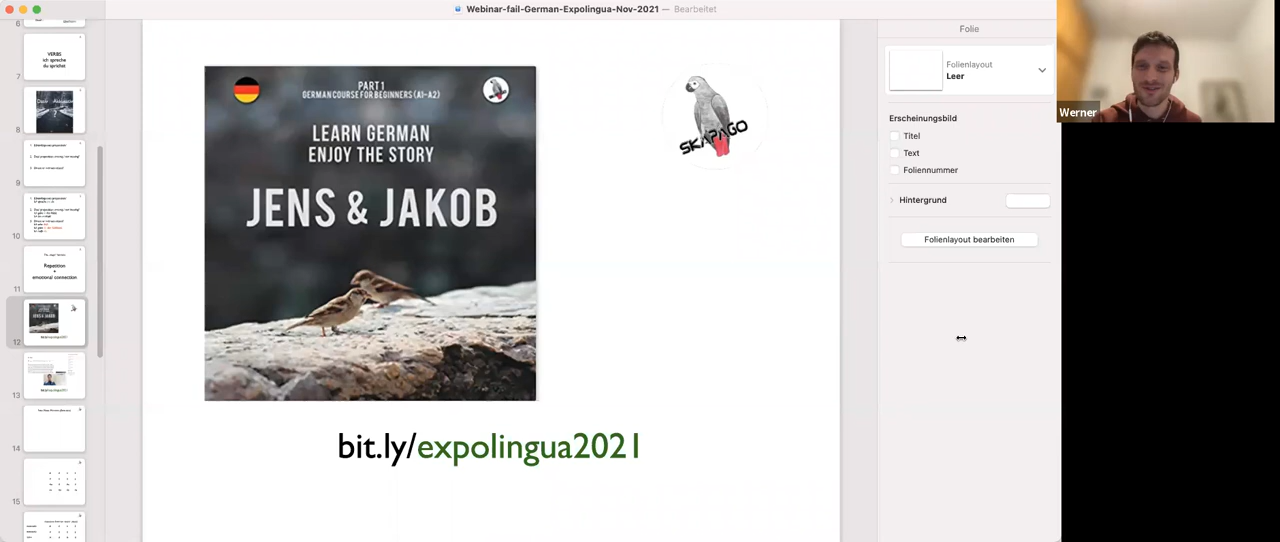 Webinar-fail-German-Expolingua-Nov-2021 — Bearbeitet
6
VERBS
ich spreche
du sprichst
7
8
9
10
Repetition
+
emotional connection
11
JENS & JAKOB
12
13
14
15
PART 1
GERMAN COURSE FOR BEGINNERS (A1-A2)
LEARN GERMAN
ENJOY THE STORY
JENS & JAKOB
SKAPAGO
bit.ly/expolingua2021
Folie
Folienlayout
Leer
Erscheinungsbild
Titel
Text
Foliennummer
Hintergrund
Folienlayout bearbeiten
Werner